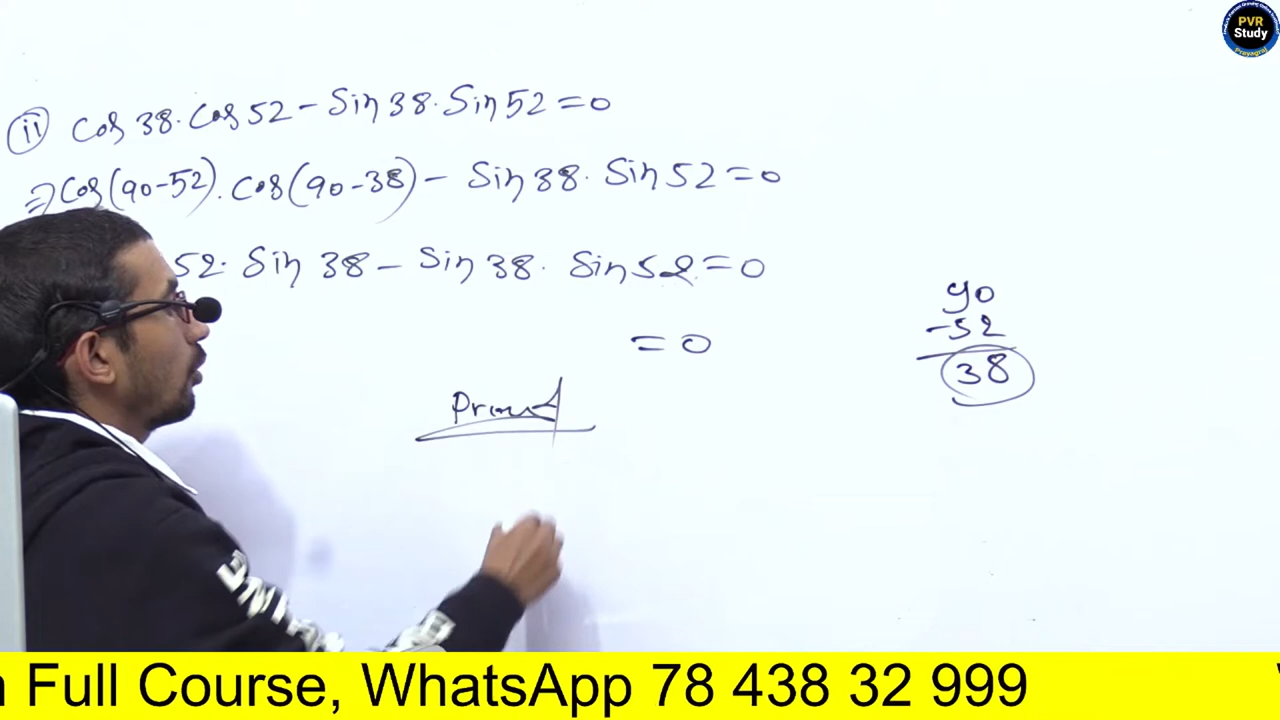 PVR
Study
Prayagraj
ii Cos 38. Cos 52 - Sin 38. Sin 52 = 0
⇒ Cos(90-52). Cos(90-38) - Sin 38. Sin 52 = 0
52. Sin 38 - Sin 38. Sin 52 = 0
= 0
90
-52
38
Full Course, WhatsApp 78 438 32 999